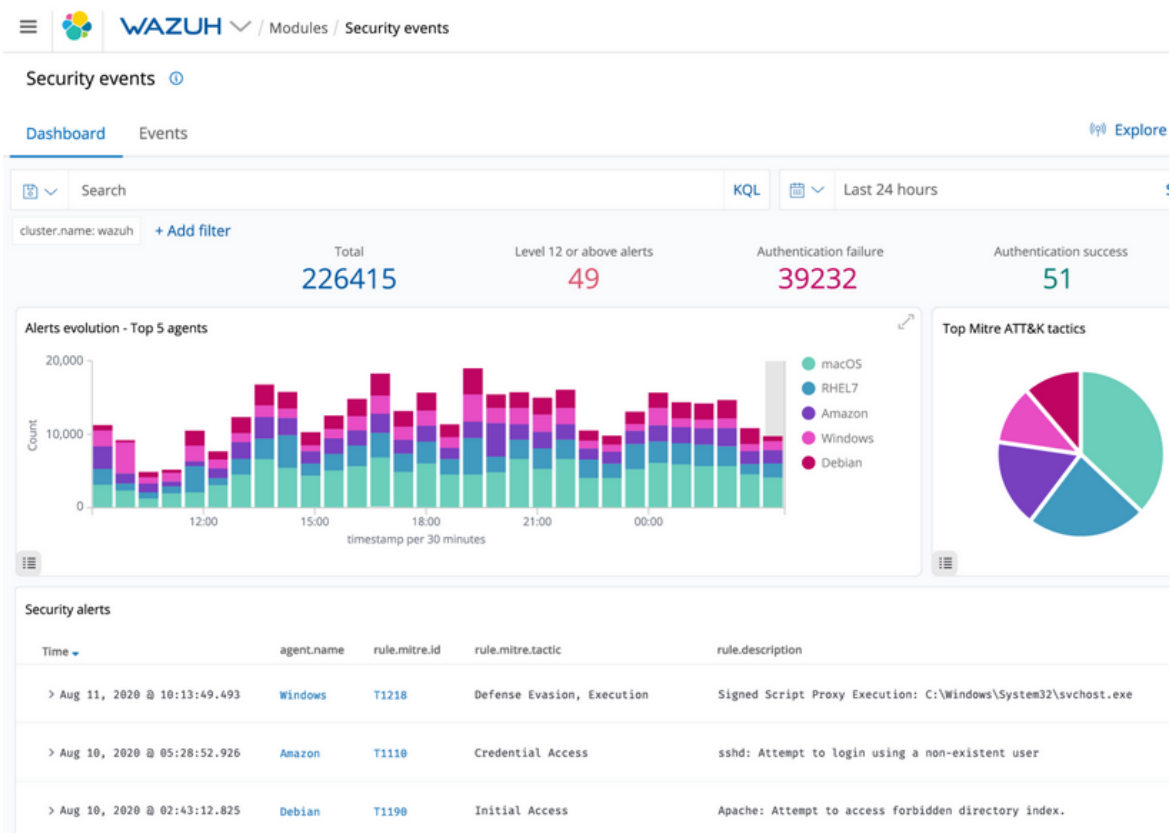 WAZUH / Modules / Security events
Security events
Dashboard Events
Explore
Search KQL Last 24 hours
cluster.name: wazuh + Add filter
Total Level 12 or above alerts Authentication failure Authentication success
226415 49 39232 51
Alerts evolution - Top 5 agents
20,000
10,000
0
Count
12:00 15:00 18:00 21:00 00:00
timestamp per 30 minutes
macOS
RHEL7
Amazon
Windows
Debian
Top Mitre ATT&K tactics
Security alerts
Time agent.name rule.mitre.id rule.mitre.tactic rule.description
> Aug 11, 2020 @ 10:13:49.493 Windows T1218 Defense Evasion, Execution Signed Script Proxy Execution: C:\Windows\System32\svchost.exe
> Aug 10, 2020 @ 05:28:52.926 Amazon T1110 Credential Access sshd: Attempt to login using a non-existent user
> Aug 10, 2020 @ 02:43:12.825 Debian T1190 Initial Access Apache: Attempt to access forbidden directory index.